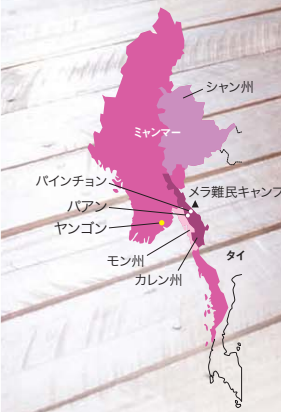 シャン州
ミャンマー
パインチョン
メラ難民キャンプ
パアン
ヤンゴン
モン州
タイ
カレン州